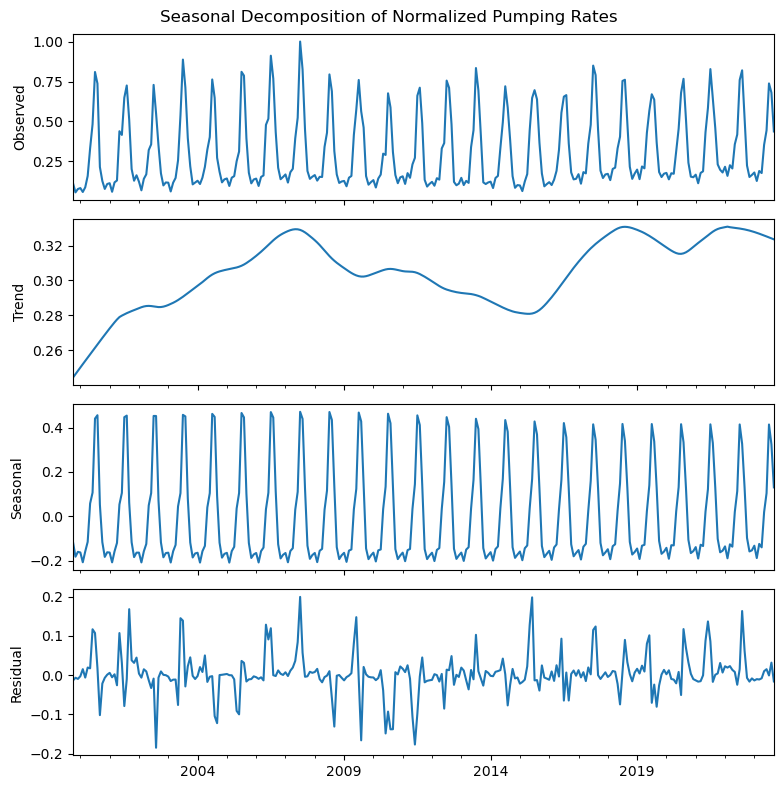 Seasonal Decomposition of Normalized Pumping Rates
1.00
0.75
0.50
0.25
Observed
0.32
0.30
0.28
0.26
Trend
0.4
0.2
0.0
−0.2
Seasonal
0.2
0.1
0.0
−0.1
−0.2
Residual
2004 2009 2014 2019